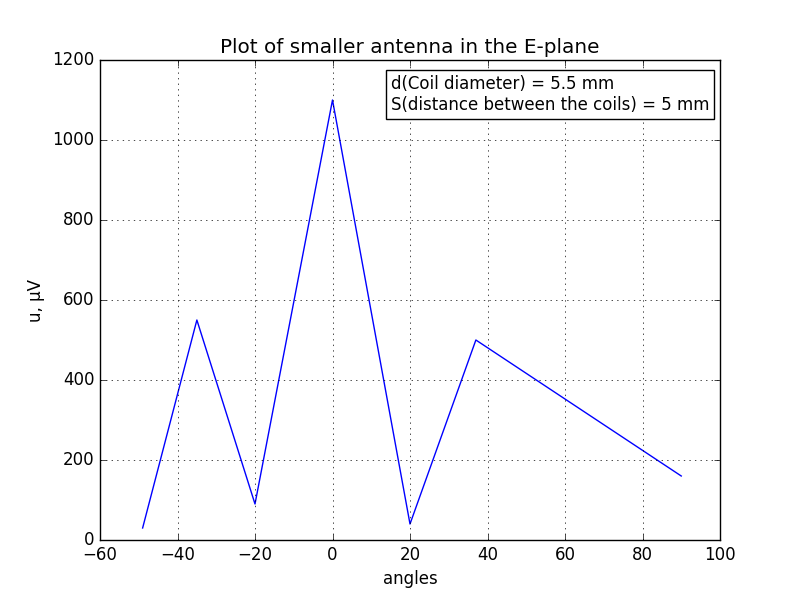 Plot of smaller antenna in the E-plane
d(Coil diameter) = 5.5 mm
S(distance between the coils) = 5 mm
1200
1000
800
600
400
200
0
u, µV
−60 −40 −20 0 20 40 60 80 100
angles